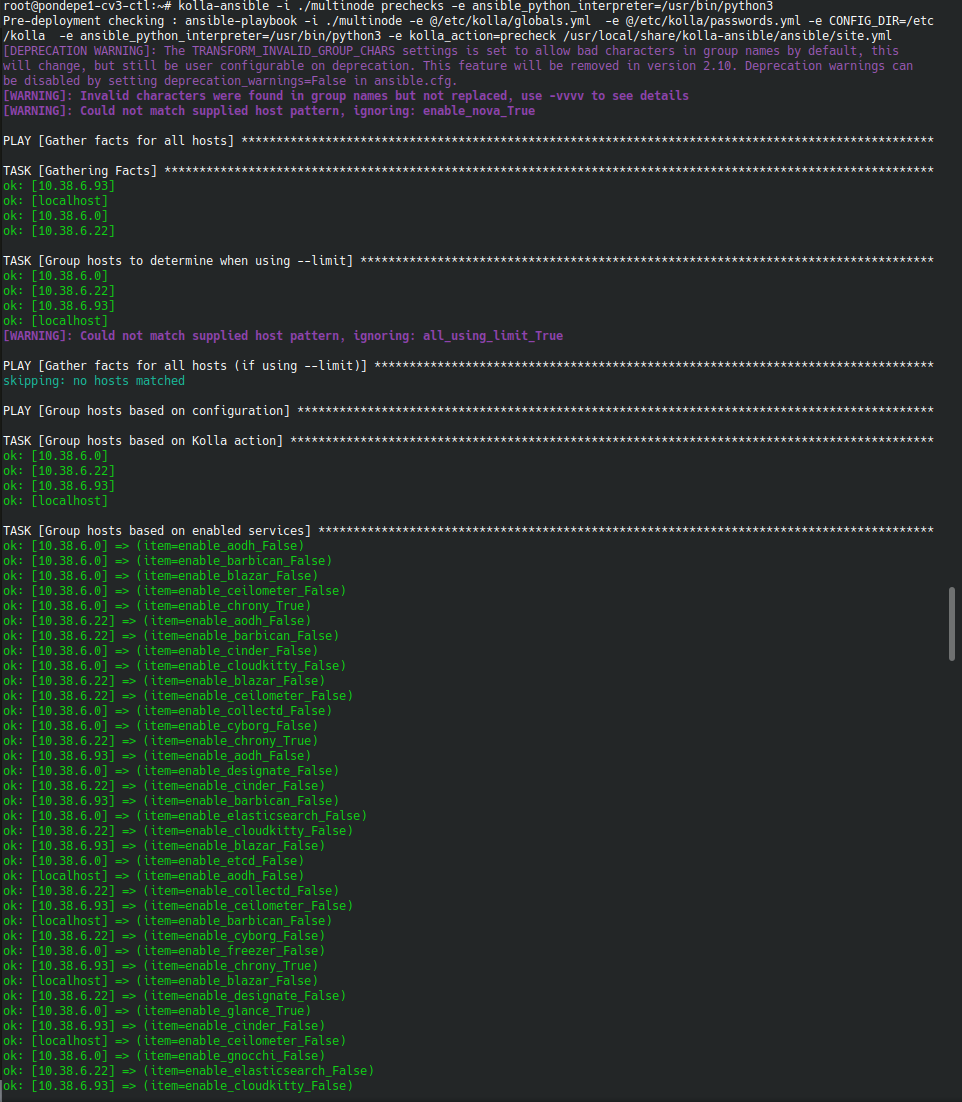 root@pondepe1-cv3-ctl:~# kolla-ansible -i ./multinode prechecks -e ansible_python_interpreter=/usr/bin/python3
Pre-deployment checking : ansible-playbook -i ./multinode -e @/etc/kolla/globals.yml  -e @/etc/kolla/passwords.yml -e CONFIG_DIR=/etc
/kolla  -e ansible_python_interpreter=/usr/bin/python3 -e kolla_action=precheck /usr/local/share/kolla-ansible/ansible/site.yml
[DEPRECATION WARNING]: The TRANSFORM_INVALID_GROUP_CHARS settings is set to allow bad characters in group names by default, this
will change, but still be user configurable on deprecation. This feature will be removed in version 2.10. Deprecation warnings can
be disabled by setting deprecation_warnings=False in ansible.cfg.
[WARNING]: Invalid characters were found in group names but not replaced, use -vvvv to see details
[WARNING]: Could not match supplied host pattern, ignoring: enable_nova_True
PLAY [Gather facts for all hosts] ***************************************************************************************************
TASK [Gathering Facts] **************************************************************************************************************
ok: [10.38.6.93]
ok: [localhost]
ok: [10.38.6.0]
ok: [10.38.6.22]
TASK [Group hosts to determine when using --limit] **********************************************************************************
ok: [10.38.6.0]
ok: [10.38.6.22]
ok: [10.38.6.93]
ok: [localhost]
[WARNING]: Could not match supplied host pattern, ignoring: all_using_limit_True
PLAY [Gather facts for all hosts (if using --limit)] ********************************************************************************
skipping: no hosts matched
PLAY [Group hosts based on configuration] *******************************************************************************************
TASK [Group hosts based on Kolla action] ********************************************************************************************
ok: [10.38.6.0]
ok: [10.38.6.22]
ok: [10.38.6.93]
ok: [localhost]
TASK [Group hosts based on enabled services] ****************************************************************************************
ok: [10.38.6.0] => (item=enable_aodh_False)
ok: [10.38.6.0] => (item=enable_barbican_False)
ok: [10.38.6.0] => (item=enable_blazar_False)
ok: [10.38.6.0] => (item=enable_ceilometer_False)
ok: [10.38.6.0] => (item=enable_chrony_True)
ok: [10.38.6.22] => (item=enable_aodh_False)
ok: [10.38.6.22] => (item=enable_barbican_False)
ok: [10.38.6.0] => (item=enable_cinder_False)
ok: [10.38.6.0] => (item=enable_cloudkitty_False)
ok: [10.38.6.22] => (item=enable_blazar_False)
ok: [10.38.6.22] => (item=enable_ceilometer_False)
ok: [10.38.6.0] => (item=enable_collectd_False)
ok: [10.38.6.0] => (item=enable_cyborg_False)
ok: [10.38.6.22] => (item=enable_chrony_True)
ok: [10.38.6.93] => (item=enable_aodh_False)
ok: [10.38.6.0] => (item=enable_designate_False)
ok: [10.38.6.22] => (item=enable_cinder_False)
ok: [10.38.6.93] => (item=enable_barbican_False)
ok: [10.38.6.0] => (item=enable_elasticsearch_False)
ok: [10.38.6.22] => (item=enable_cloudkitty_False)
ok: [10.38.6.93] => (item=enable_blazar_False)
ok: [10.38.6.0] => (item=enable_etcd_False)
ok: [localhost] => (item=enable_aodh_False)
ok: [10.38.6.22] => (item=enable_collectd_False)
ok: [10.38.6.93] => (item=enable_ceilometer_False)
ok: [localhost] => (item=enable_barbican_False)
ok: [10.38.6.22] => (item=enable_cyborg_False)
ok: [10.38.6.0] => (item=enable_freezer_False)
ok: [10.38.6.93] => (item=enable_chrony_True)
ok: [localhost] => (item=enable_blazar_False)
ok: [10.38.6.22] => (item=enable_designate_False)
ok: [10.38.6.0] => (item=enable_glance_True)
ok: [10.38.6.93] => (item=enable_cinder_False)
ok: [localhost] => (item=enable_ceilometer_False)
ok: [10.38.6.0] => (item=enable_gnocchi_False)
ok: [10.38.6.22] => (item=enable_elasticsearch_False)
ok: [10.38.6.93] => (item=enable_cloudkitty_False)